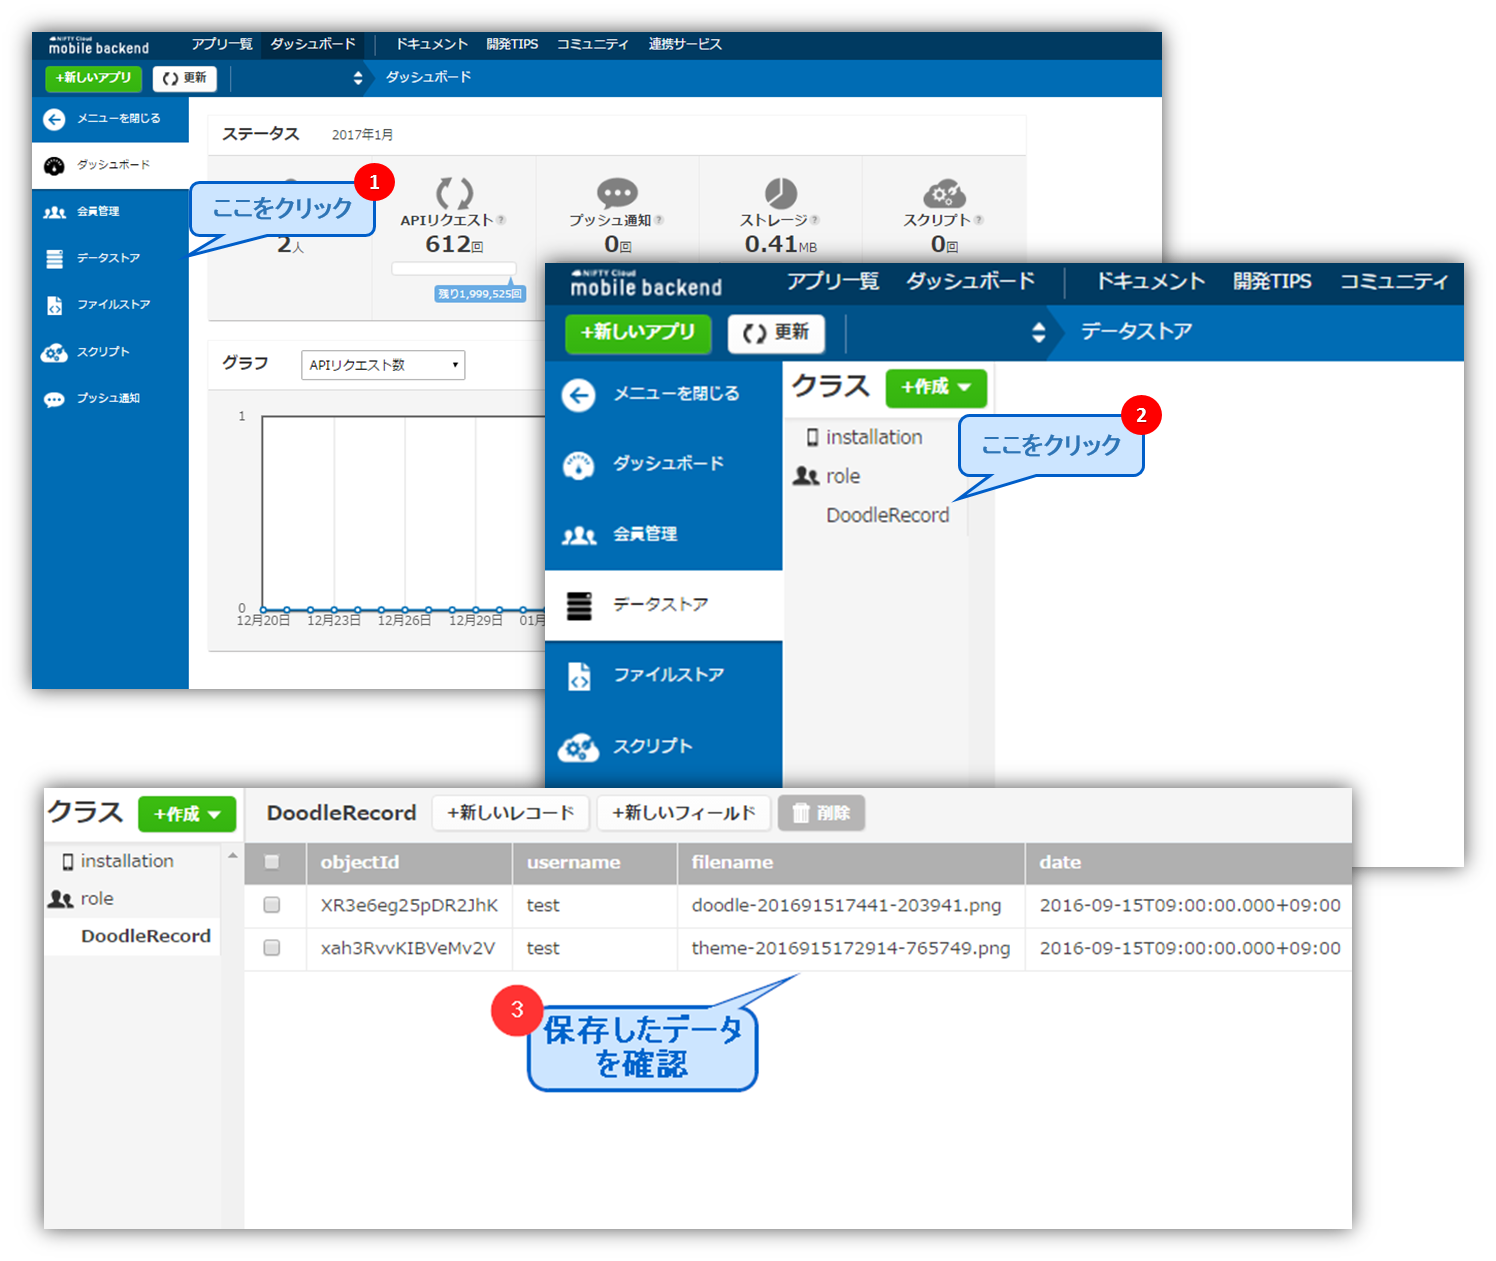 NIFTY Cloud
mobile backend
アプリ一覧 ダッシュボード ドキュメント 開発TIPS コミュニティ 連携サービス
+新しいアプリ 更新 ダッシュボード
メニューを閉じる
ダッシュボード
会員管理
データストア
ファイルストア
スクリプト
プッシュ通知
ステータス 2017年1月
1
ここをクリック
2人
APIリクエスト ?
612回
残り1,999,525回
プッシュ通知 ?
0回
ストレージ ?
0.41MB
スクリプト ?
0回
グラフ APIリクエスト数
1
0
12月20日 12月23日 12月26日 12月29日 01月
NIFTY Cloud
mobile backend
アプリ一覧 ダッシュボード ドキュメント 開発TIPS コミュニティ
+新しいアプリ 更新 データストア
メニューを閉じる
ダッシュボード
会員管理
データストア
ファイルストア
スクリプト
クラス +作成
installation
role
DoodleRecord
2
ここをクリック
クラス +作成
installation
role
DoodleRecord
DoodleRecord +新しいレコード +新しいフィールド 削除
objectId username filename date
XR3e6eg25pDR2JhK test doodle-201691517441-203941.png 2016-09-15T09:00:00.000+09:00
xah3RvvKIBVeMv2V test theme-2016915172914-765749.png 2016-09-15T09:00:00.000+09:00
3
保存したデータ
を確認